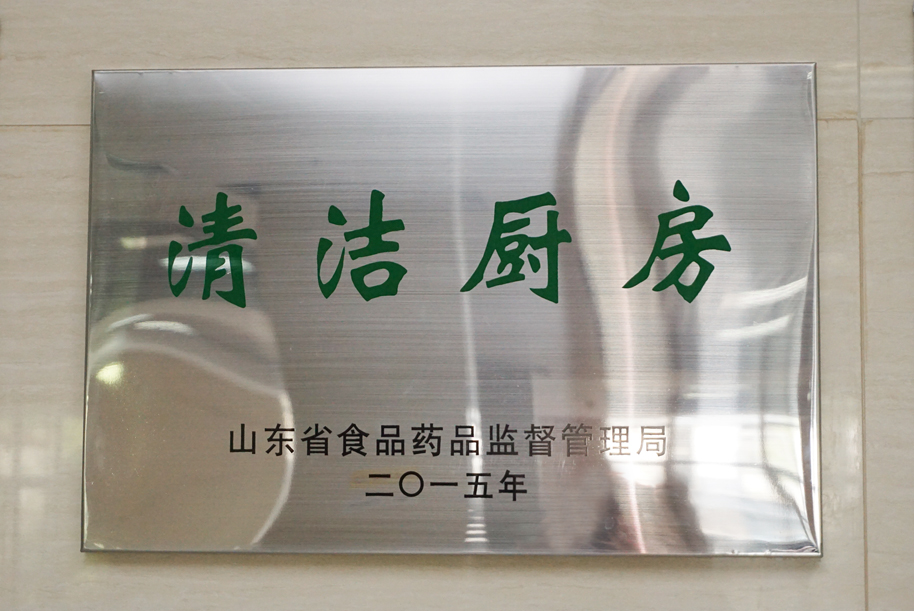 清洁厨房
山东省食品药品监督管理局
二〇一五年